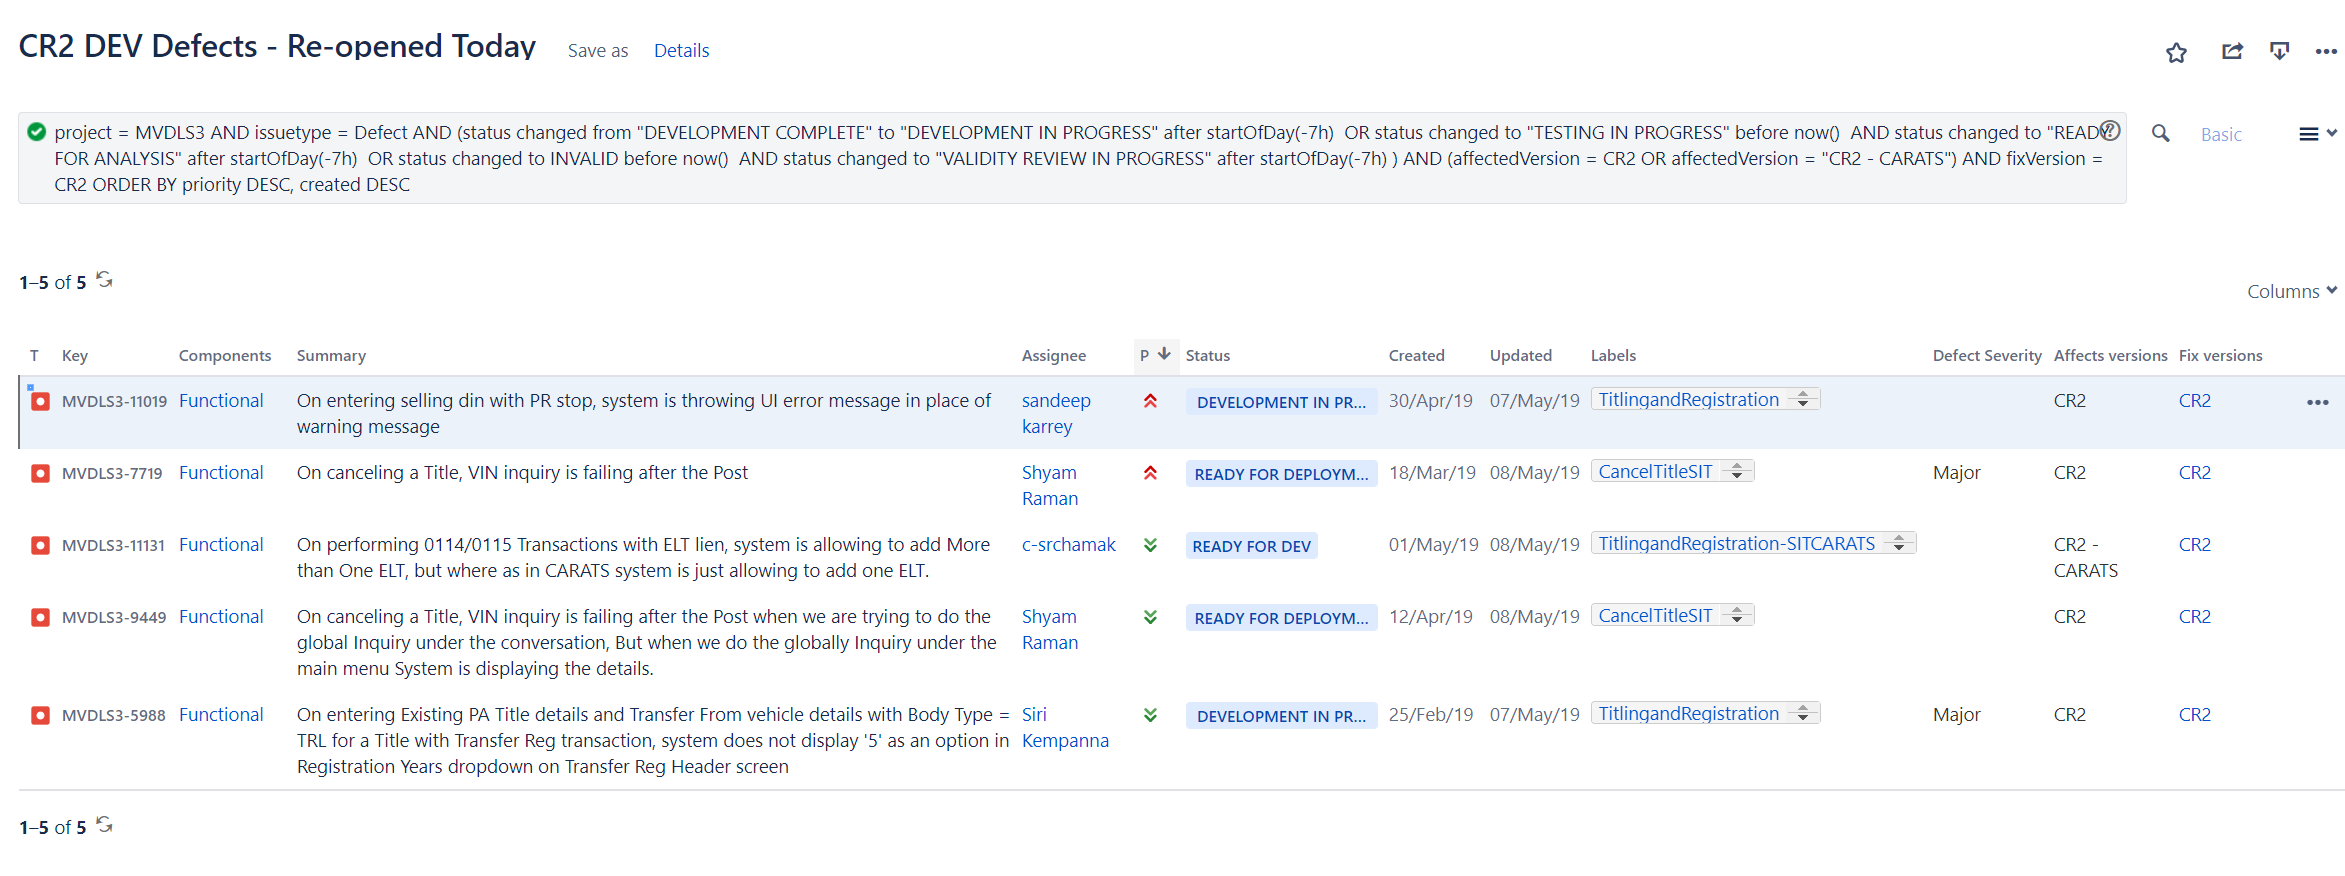 CR2 DEV Defects - Re-opened Today Save as Details
project = MVDLS3 AND issuetype = Defect AND (status changed from "DEVELOPMENT COMPLETE" to "DEVELOPMENT IN PROGRESS" after startOfDay(-7h)  OR status changed to "TESTING IN PROGRESS" before now()  AND status changed to "READY
FOR ANALYSIS" after startOfDay(-7h)  OR status changed to INVALID before now()  AND status changed to "VALIDITY REVIEW IN PROGRESS" after startOfDay(-7h) ) AND (affectedVersion = CR2 OR affectedVersion = "CR2 - CARATS") AND fixVersion =
CR2 ORDER BY priority DESC, created DESC
Basic
1–5 of 5
Columns
T Key Components Summary Assignee P Status Created Updated Labels Defect Severity Affects versions Fix versions
MVDLS3-11019 Functional On entering selling din with PR stop, system is throwing UI error message in place of sandeep DEVELOPMENT IN PR... 30/Apr/19 07/May/19 TitlingandRegistration CR2 CR2
warning message karrey
MVDLS3-7719 Functional On canceling a Title, VIN inquiry is failing after the Post Shyam READY FOR DEPLOYM... 18/Mar/19 08/May/19 CancelTitleSIT Major CR2 CR2
Raman
MVDLS3-11131 Functional On performing 0114/0115 Transactions with ELT lien, system is allowing to add More c-srchamak READY FOR DEV 01/May/19 08/May/19 TitlingandRegistration-SITCARATS CR2 - CR2
than One ELT, but where as in CARATS system is just allowing to add one ELT. CARATS
MVDLS3-9449 Functional On canceling a Title, VIN inquiry is failing after the Post when we are trying to do the Shyam READY FOR DEPLOYM... 12/Apr/19 08/May/19 CancelTitleSIT CR2 CR2
global Inquiry under the conversation, But when we do the globally Inquiry under the Raman
main menu System is displaying the details.
MVDLS3-5988 Functional On entering Existing PA Title details and Transfer From vehicle details with Body Type = Siri DEVELOPMENT IN PR... 25/Feb/19 07/May/19 TitlingandRegistration Major CR2 CR2
TRL for a Title with Transfer Reg transaction, system does not display '5' as an option in Kempanna
Registration Years dropdown on Transfer Reg Header screen
1–5 of 5